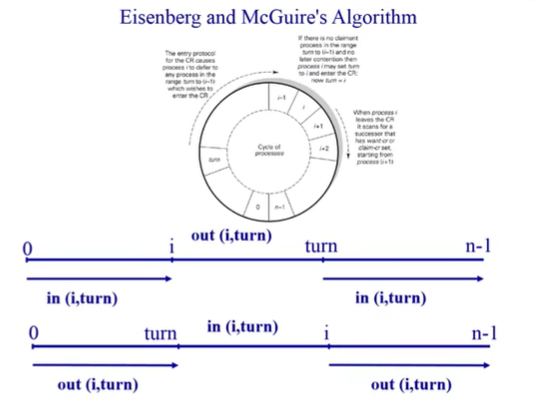 Eisenberg and McGuire's Algorithm
The entry protocol
for the CR causes
process i to defer to
any process in the
range turn to (i–1)
which wishes to
enter the CR
If there is no claimant
process in the range
turn to (i–1) and no
later contention then
process i may set turn
to i and enter the CR:
now turn = i
When process i
leaves the CR
it scans for a
successor that
has want-cr or
claim-cr set,
starting from
process (i+1)
i–1
i
i+1
i+2
Cycle of
processes
turn
0
n–1
0
i
out (i,turn)
turn
n-1
in (i,turn)
in (i,turn)
0
turn
in (i,turn)
i
n-1
out (i,turn)
out (i,turn)